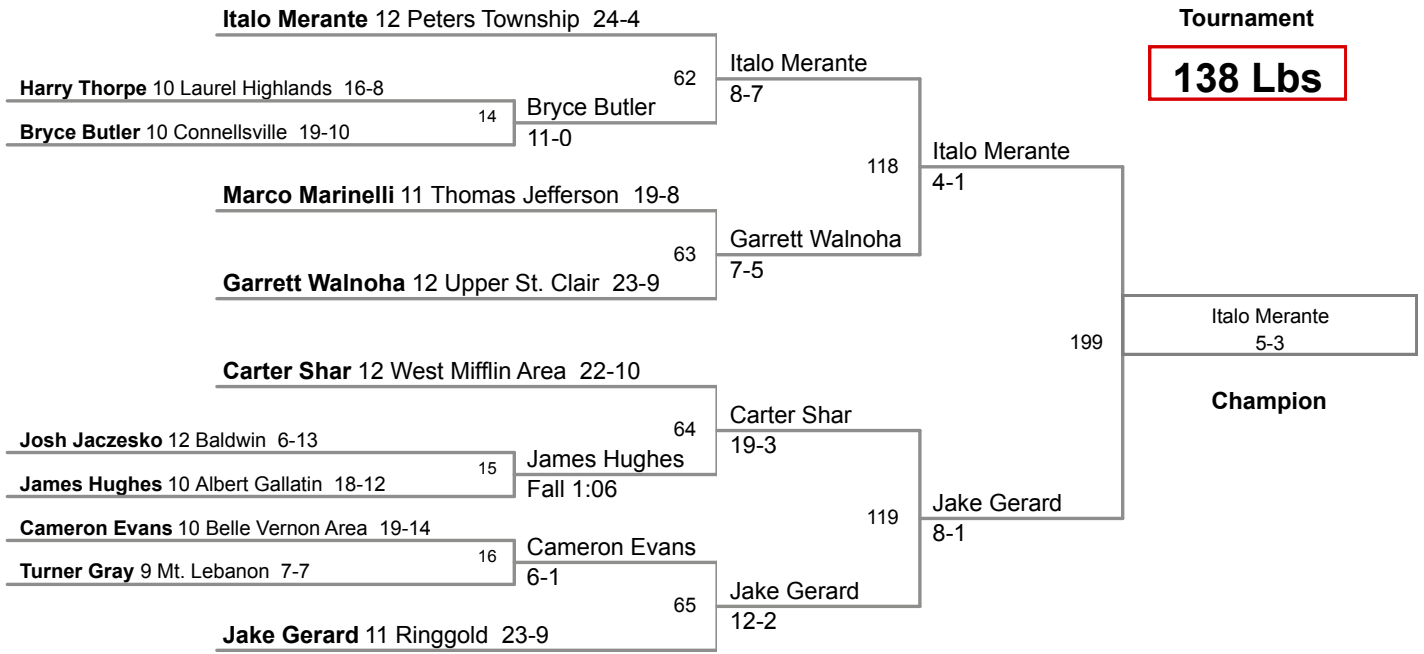 Italo Merante 12 Peters Township 24-4
Tournament
138 Lbs
62
Italo Merante
8-7
Harry Thorpe 10 Laurel Highlands 16-8
14
Bryce Butler
11-0
Bryce Butler 10 Connellsville 19-10
118
Italo Merante
4-1
Marco Marinelli 11 Thomas Jefferson 19-8
63
Garrett Walnoha
7-5
Garrett Walnoha 12 Upper St. Clair 23-9
199
Italo Merante
5-3
Champion
Carter Shar 12 West Mifflin Area 22-10
64
Carter Shar
19-3
Josh Jaczesko 12 Baldwin 6-13
15
James Hughes
Fall 1:06
James Hughes 10 Albert Gallatin 18-12
119
Jake Gerard
8-1
Cameron Evans 10 Belle Vernon Area 19-14
16
Cameron Evans
6-1
Turner Gray 9 Mt. Lebanon 7-7
65
Jake Gerard
12-2
Jake Gerard 11 Ringgold 23-9